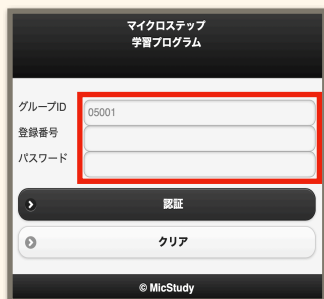 マイクロステップ
学習プログラム
グループID
05001
登録番号
パスワード
認証
クリア
© MicStudy